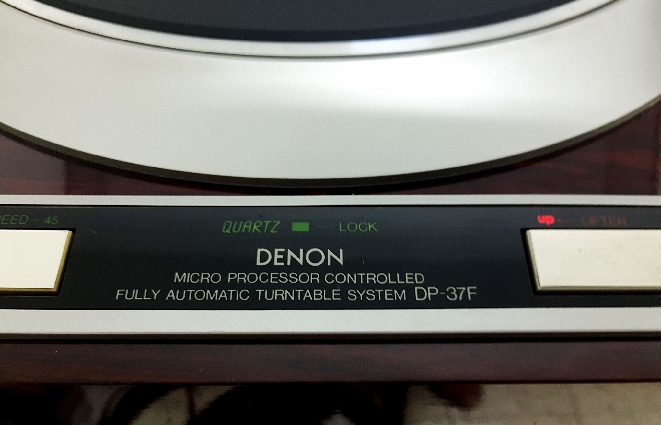 EED - 45
QUARTZ LOCK
up LIFTER
DENON
MICRO PROCESSOR CONTROLLED
FULLY AUTOMATIC TURNTABLE SYSTEM DP-37F